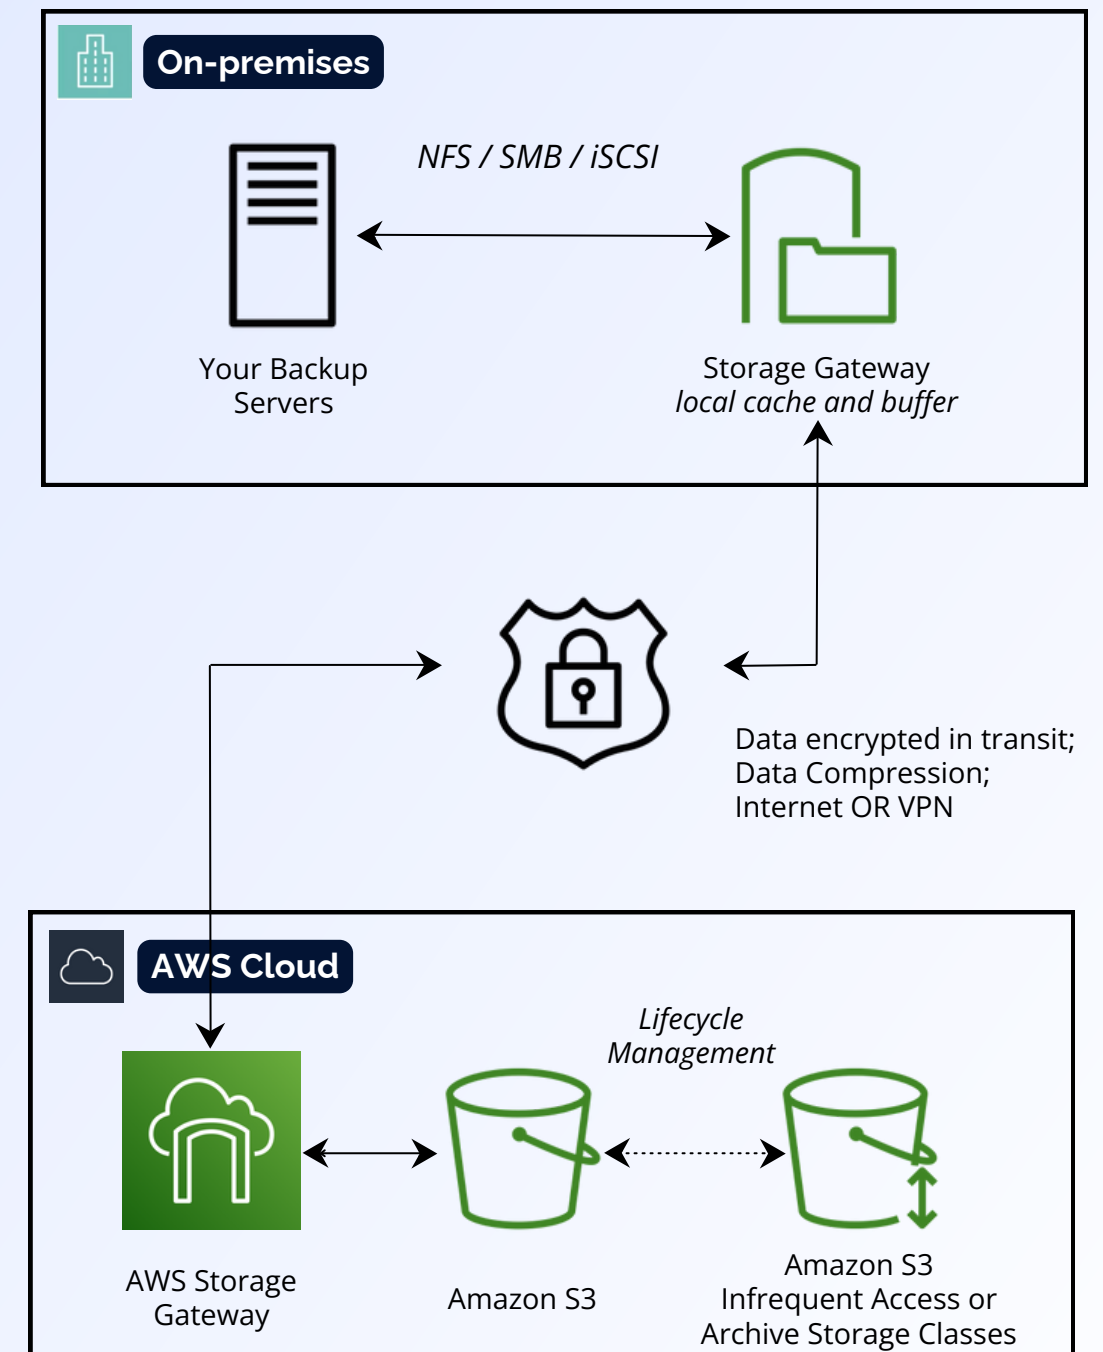 On-premises
NFS / SMB / iSCSI
Your Backup
Servers
Storage Gateway
local cache and buffer
Data encrypted in transit;
Data Compression;
Internet OR VPN
AWS Cloud
Lifecycle
Management
AWS Storage
Gateway
Amazon S3
Amazon S3
Infrequent Access or
Archive Storage Classes